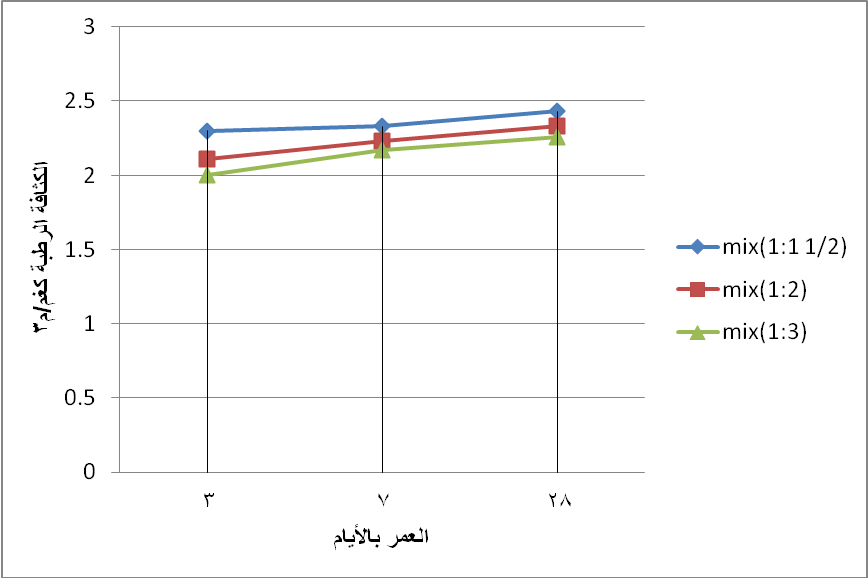 3
2.5
2
1.5
1
0.5
0
الكثافة الرطبة كغم/م٣
٣
٧
٢٨
العمر بالأيام
mix(1:1 1/2)
mix(1:2)
mix(1:3)